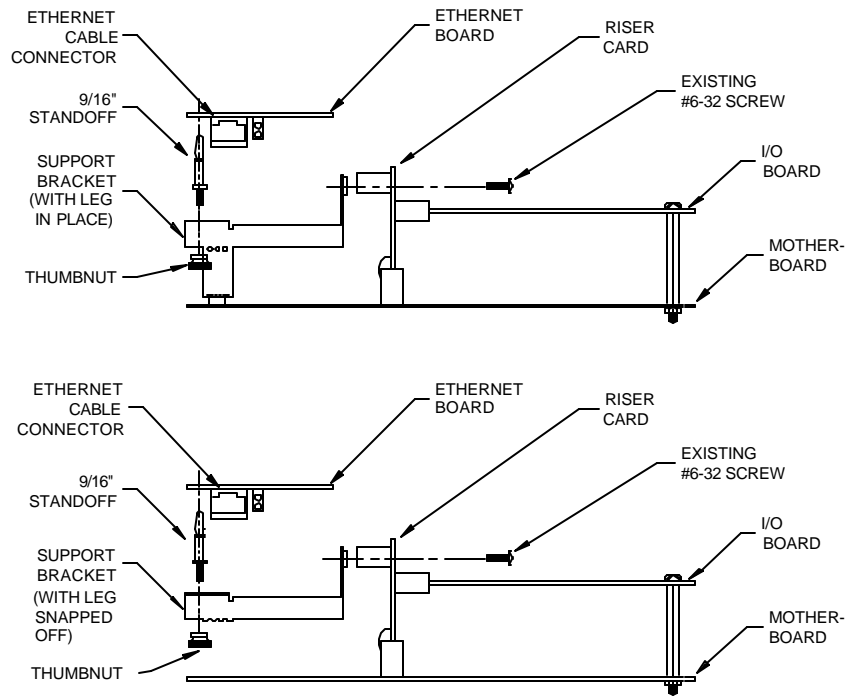 ETHERNET
CABLE
CONNECTOR
ETHERNET
BOARD
RISER
CARD
9/16"
STANDOFF
EXISTING
#6-32 SCREW
SUPPORT
BRACKET
(WITH LEG
IN PLACE)
I/O
BOARD
THUMBNUT
MOTHER-
BOARD
ETHERNET
CABLE
CONNECTOR
ETHERNET
BOARD
RISER
CARD
9/16"
STANDOFF
EXISTING
#6-32 SCREW
SUPPORT
BRACKET
(WITH LEG
SNAPPED
OFF)
I/O
BOARD
THUMBNUT
MOTHER-
BOARD